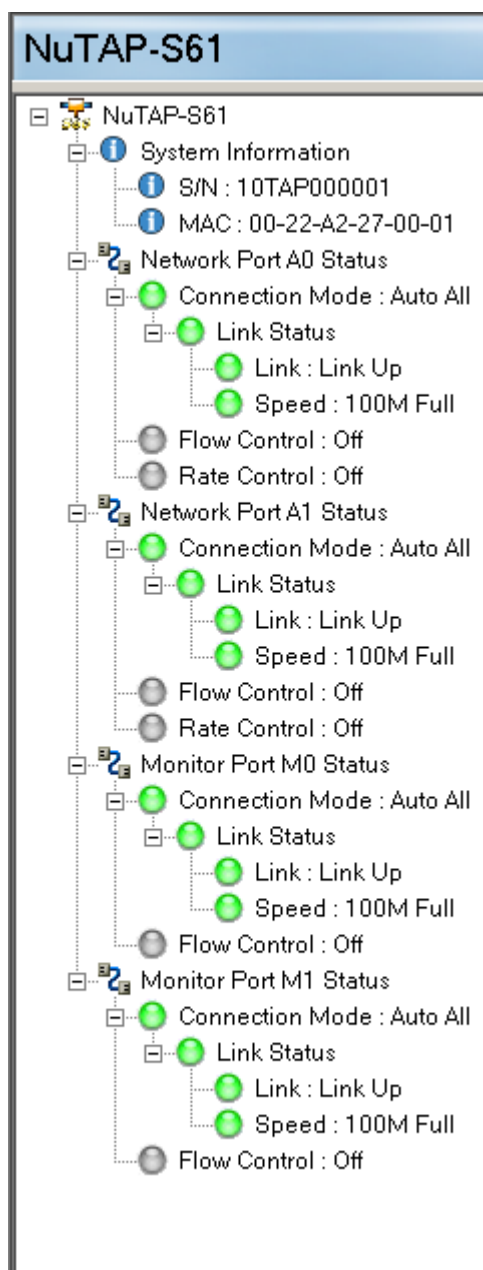 NuTAP-S61
NuTAP-S61
System Information
S/N : 10TAP000001
MAC : 00-22-A2-27-00-01
Network Port A0 Status
Connection Mode : Auto All
Link Status
Link : Link Up
Speed : 100M Full
Flow Control : Off
Rate Control : Off
Network Port A1 Status
Connection Mode : Auto All
Link Status
Link : Link Up
Speed : 100M Full
Flow Control : Off
Rate Control : Off
Monitor Port M0 Status
Connection Mode : Auto All
Link Status
Link : Link Up
Speed : 100M Full
Flow Control : Off
Monitor Port M1 Status
Connection Mode : Auto All
Link Status
Link : Link Up
Speed : 100M Full
Flow Control : Off